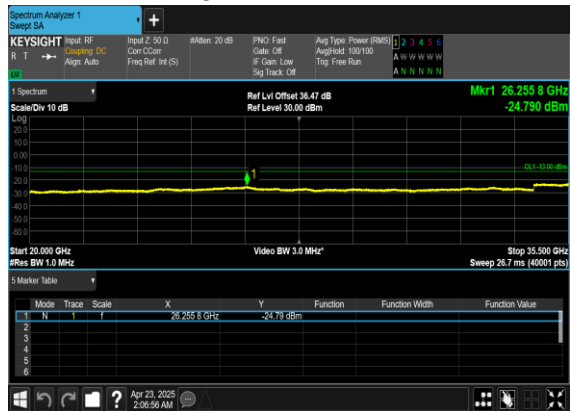 Spectrum Analyzer 1
Swept SA
KEYSIGHT Input: RF Input Z: 50 Ω #Atten: 20 dB PNO: Fast Avg Type: Power (RMS) 1 2 3 4 5 6
R T Coupling: DC Corr CCorr Gate: Off Avg|Hold: 100/100 A W W W W W
Align: Auto Freq Ref: Int (S) IF Gain: Low Trig: Free Run
Sig Track: Off A N N N N N
1 Spectrum Ref Lvl Offset 36.47 dB Mkr1 26.255 8 GHz
Scale/Div 10 dB Ref Level 30.00 dBm -24.790 dBm
Log
20.0
10.0
0.00
-10.0
DL1 -13.00 dBm
1
-20.0
-30.0
-40.0
-50.0
-60.0
Start 20.000 GHz Video BW 3.0 MHz* Stop 35.500 GHz
#Res BW 1.0 MHz Sweep 26.7 ms (40001 pts)
5 Marker Table
Mode Trace Scale X Y Function Function Width Function Value
1 N 1 f 26.255 8 GHz -24.79 dBm
2
3
4
5
6
? Apr 23, 2025
2:06:56 AM